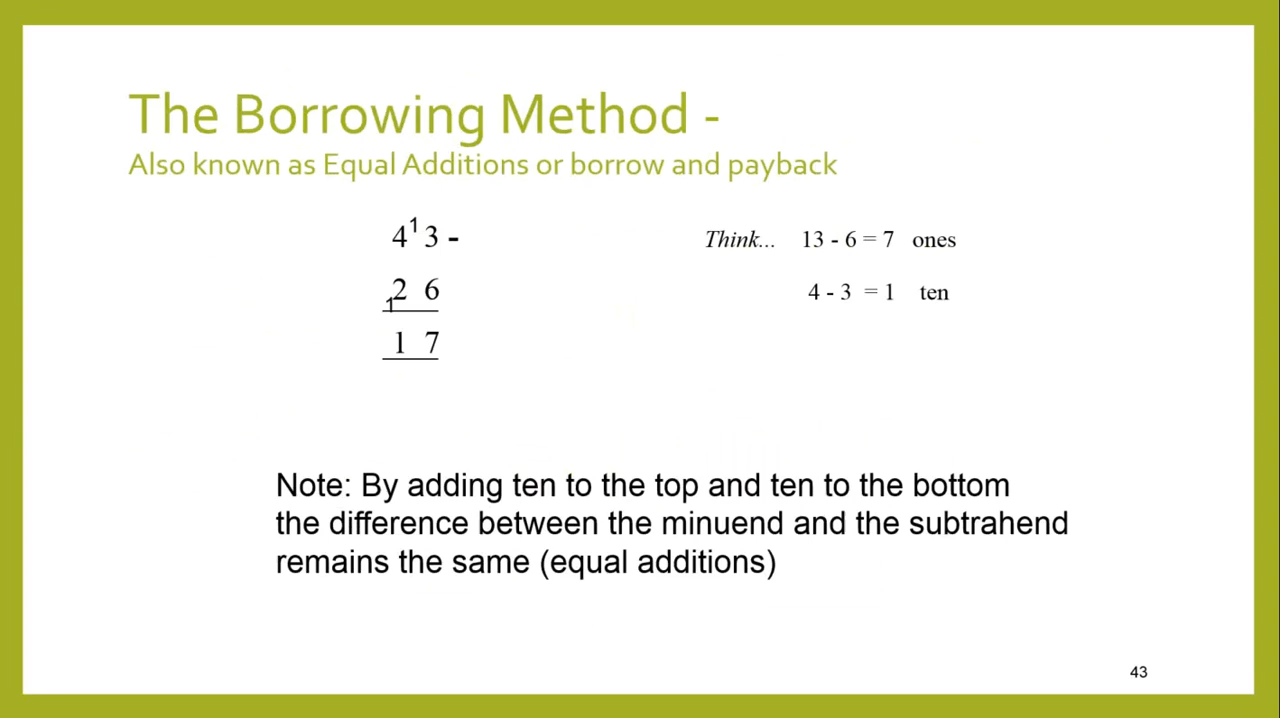 The Borrowing Method -
Also known as Equal Additions or borrow and payback
4¹3 -
₁2 6
1 7
Think... 13 - 6 = 7 ones
4 - 3 = 1 ten
Note: By adding ten to the top and ten to the bottom
the difference between the minuend and the subtrahend
remains the same (equal additions)
43